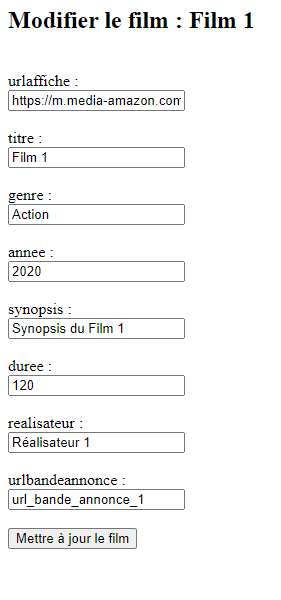 Modifier le film : Film 1
urlaffiche :
https://m.media-amazon.com
titre :
Film 1
genre :
Action
annee :
2020
synopsis :
Synopsis du Film 1
duree :
120
realisateur :
Réalisateur 1
urlbandeannonce :
url_bande_annonce_1
Mettre à jour le film